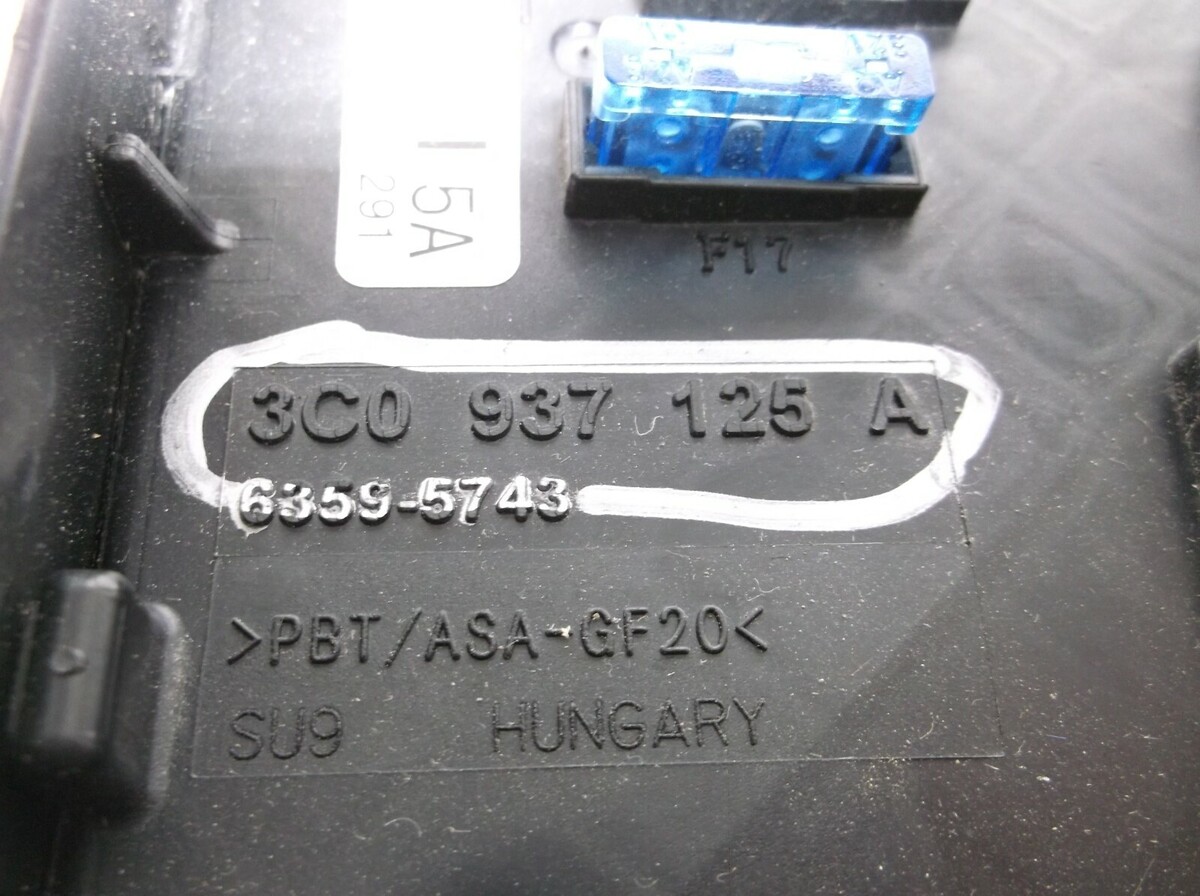 15A
291
F17
3C0 937 125 A
6359-5743
>PBT/ASA-GF20<
SU9 HUNGARY